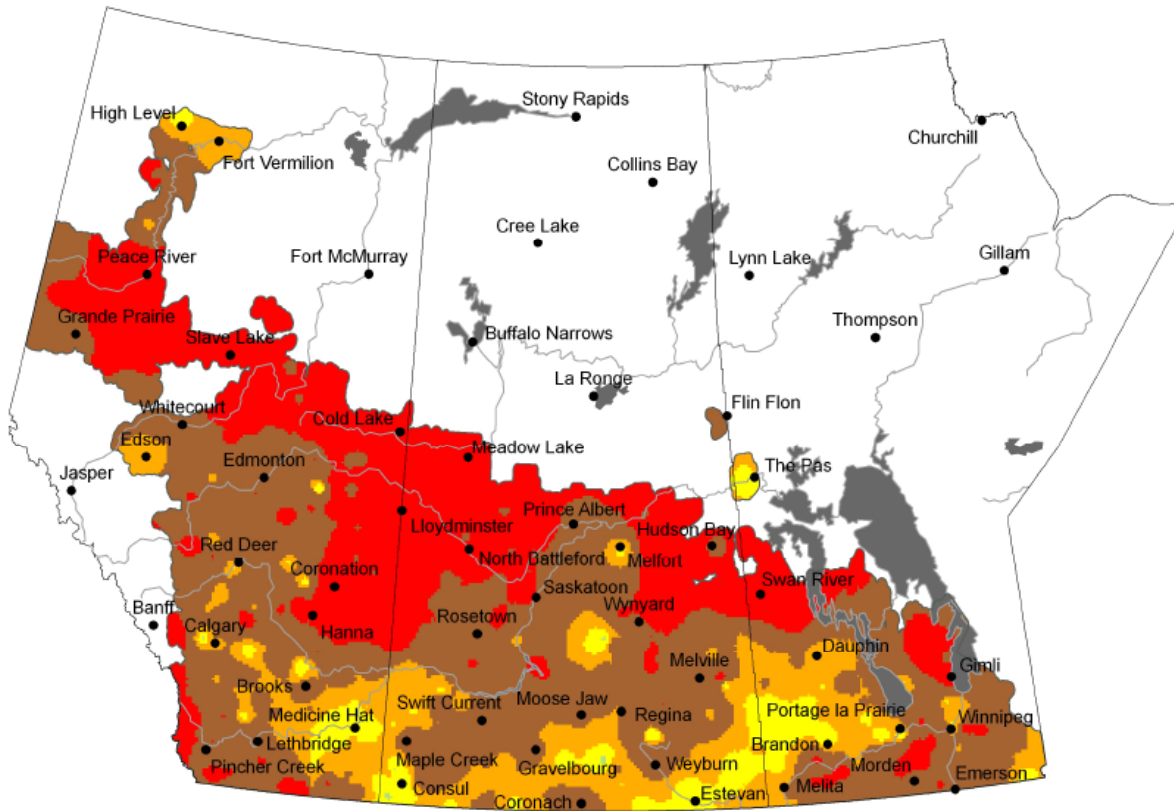 Stony Rapids
High Level
Churchill
Fort Vermilion
Collins Bay
Cree Lake
Peace River
Fort McMurray
Lynn Lake
Gillam
Grande Prairie
Thompson
Slave Lake
Buffalo Narrows
La Ronge
Flin Flon
Whitecourt
Cold Lake
Edson
Meadow Lake
Jasper
Edmonton
The Pas
Lloydminster
Prince Albert
Hudson Bay
Red Deer
North Battleford
Melfort
Coronation
Saskatoon
Swan River
Banff
Rosetown
Wynyard
Calgary
Hanna
Dauphin
Melville
Gimli
Brooks
Swift Current
Moose Jaw
Medicine Hat
Regina
Portage la Prairie
Winnipeg
Lethbridge
Maple Creek
Brandon
Pincher Creek
Gravelbourg
Weyburn
Morden
Consul
Emerson
Coronach
Estevan
Melita